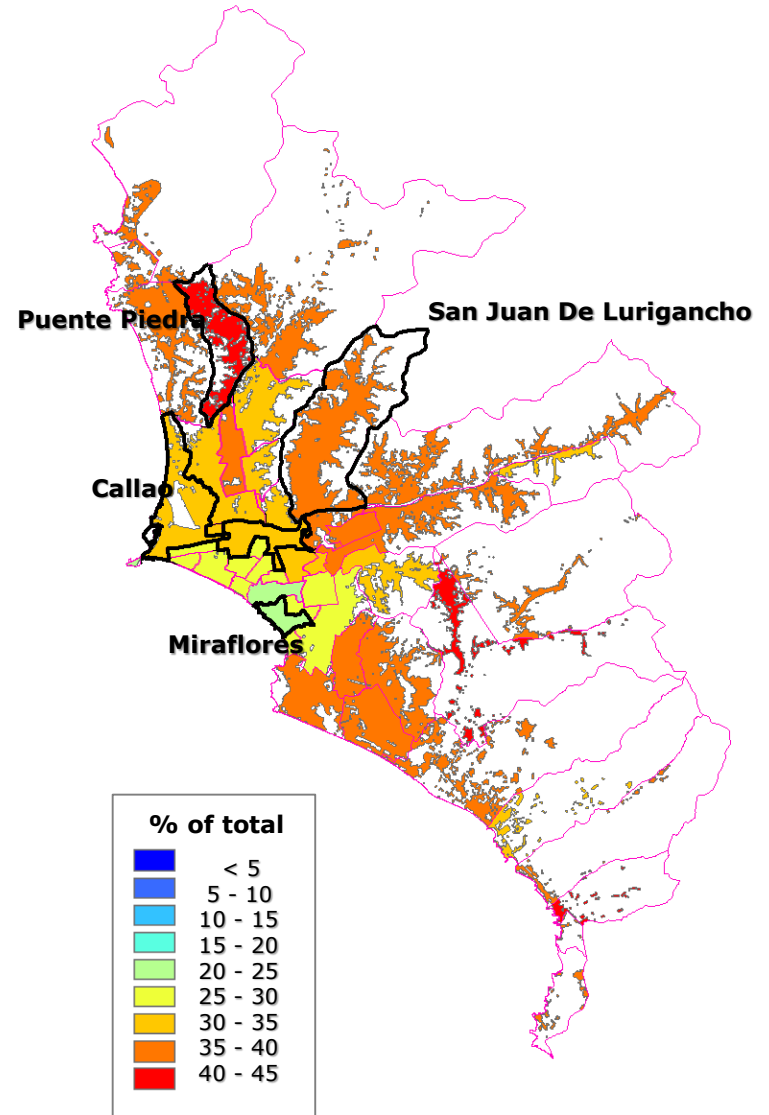 San Juan De Lurigancho
Puente Piedra
Callao
Miraflores
% of total
< 5
5 - 10
10 - 15
15 - 20
20 - 25
25 - 30
30 - 35
35 - 40
40 - 45